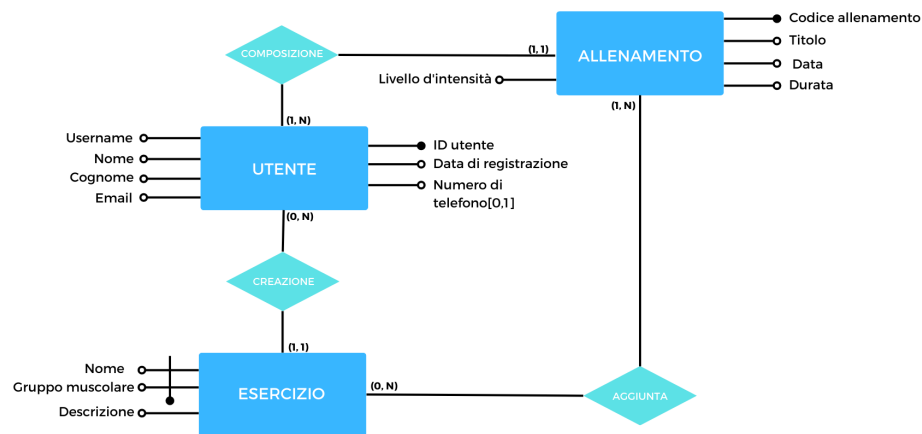 Codice allenamento
COMPOSIZIONE
(1, 1)
ALLENAMENTO
Titolo
Data
Livello d'intensità
Durata
(1, N)
(1, N)
Username
Nome
Cognome
Email
UTENTE
ID utente
Data di registrazione
Numero di
telefono[0,1]
(0, N)
CREAZIONE
(1, 1)
Nome
Gruppo muscolare
Descrizione
ESERCIZIO
(0, N)
AGGIUNTA